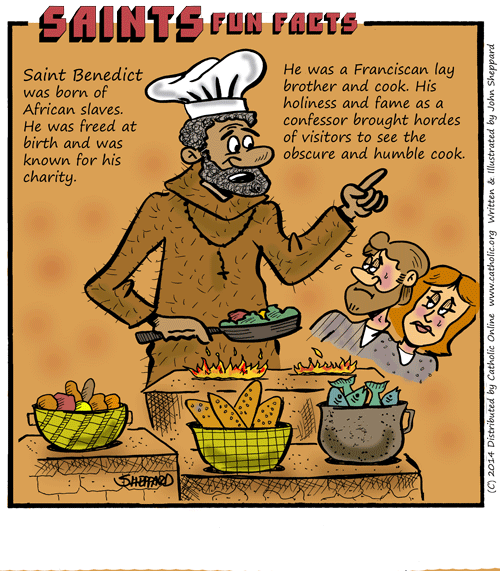 SAINTS FUN FACTS
Saint Benedict
was born of
African slaves.
He was freed at
birth and was
known for his
charity.
He was a Franciscan lay
brother and cook. His
holiness and fame as a
confessor brought hordes
of visitors to see the
obscure and humble cook.
SHEPPARD
(C) 2014 Distributed by Catholic Online www.catholic.org Written & Illustrated by John Sheppard